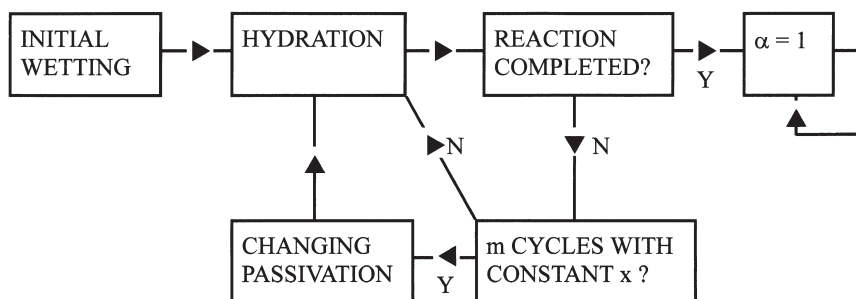 INITIAL
WETTING
HYDRATION
REACTION
COMPLETED?
Y
α = 1
N
N
CHANGING
PASSIVATION
Y
m CYCLES WITH
CONSTANT x ?